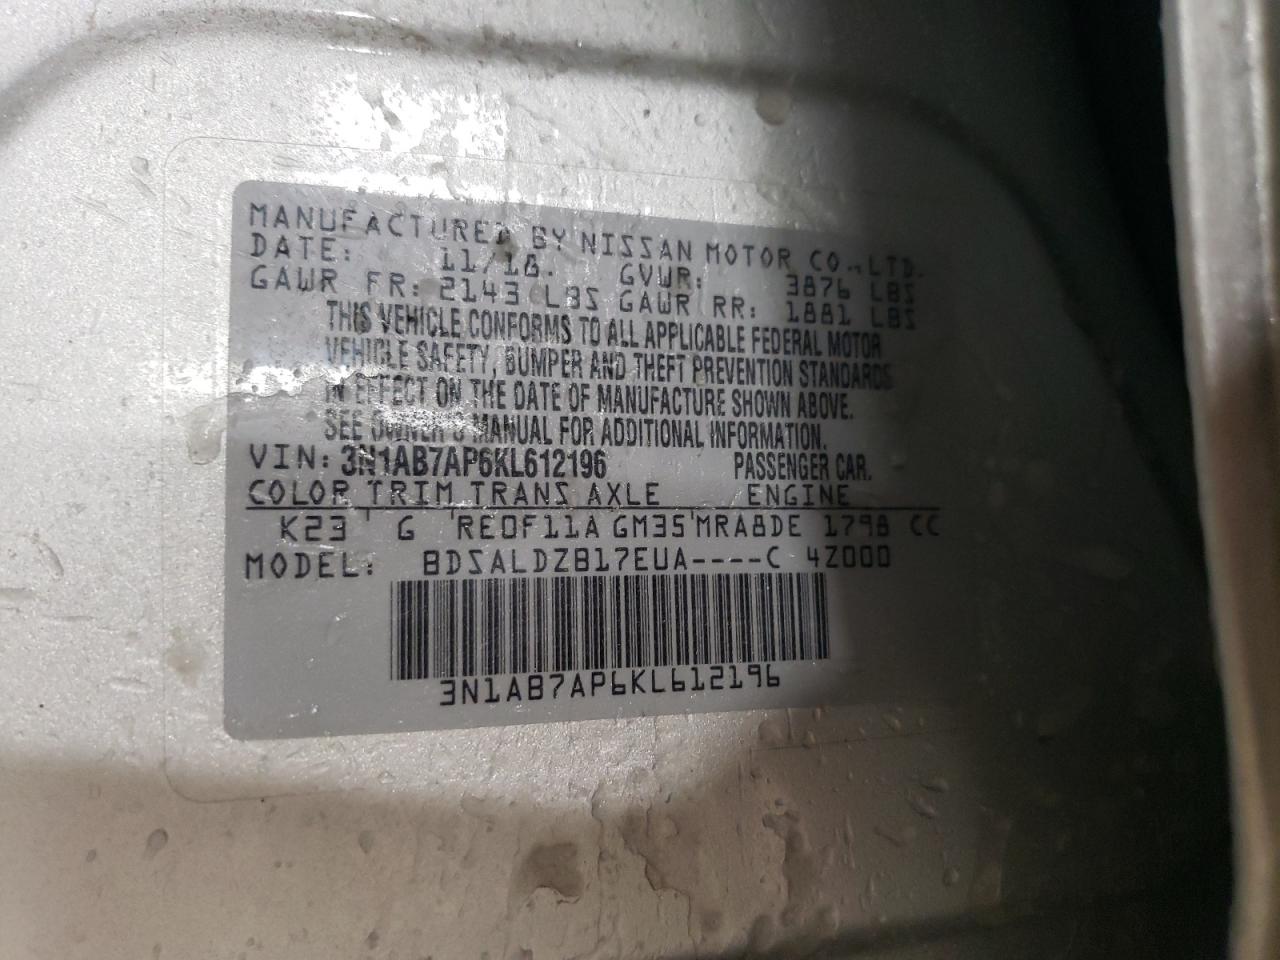 MANUFACTURED BY NISSAN MOTOR CO., LTD.
DATE: 11/18. GVWR: 3876 LBS
GAWR FR: 2143 LBS GAWR RR: 1881 LBS
THIS VEHICLE CONFORMS TO ALL APPLICABLE FEDERAL MOTOR
VEHICLE SAFETY, BUMPER AND THEFT PREVENTION STANDARDS
IN EFFECT ON THE DATE OF MANUFACTURE SHOWN ABOVE.
SEE OWNER'S MANUAL FOR ADDITIONAL INFORMATION.
VIN: 3N1AB7AP6KL612196 PASSENGER CAR.
COLOR TRIM TRANS AXLE ENGINE
K23 G RE0F11A GM35 MRA8DE 1798 CC
MODEL: BDSALDZB17EUA----C 4Z000
3N1AB7AP6KL612196